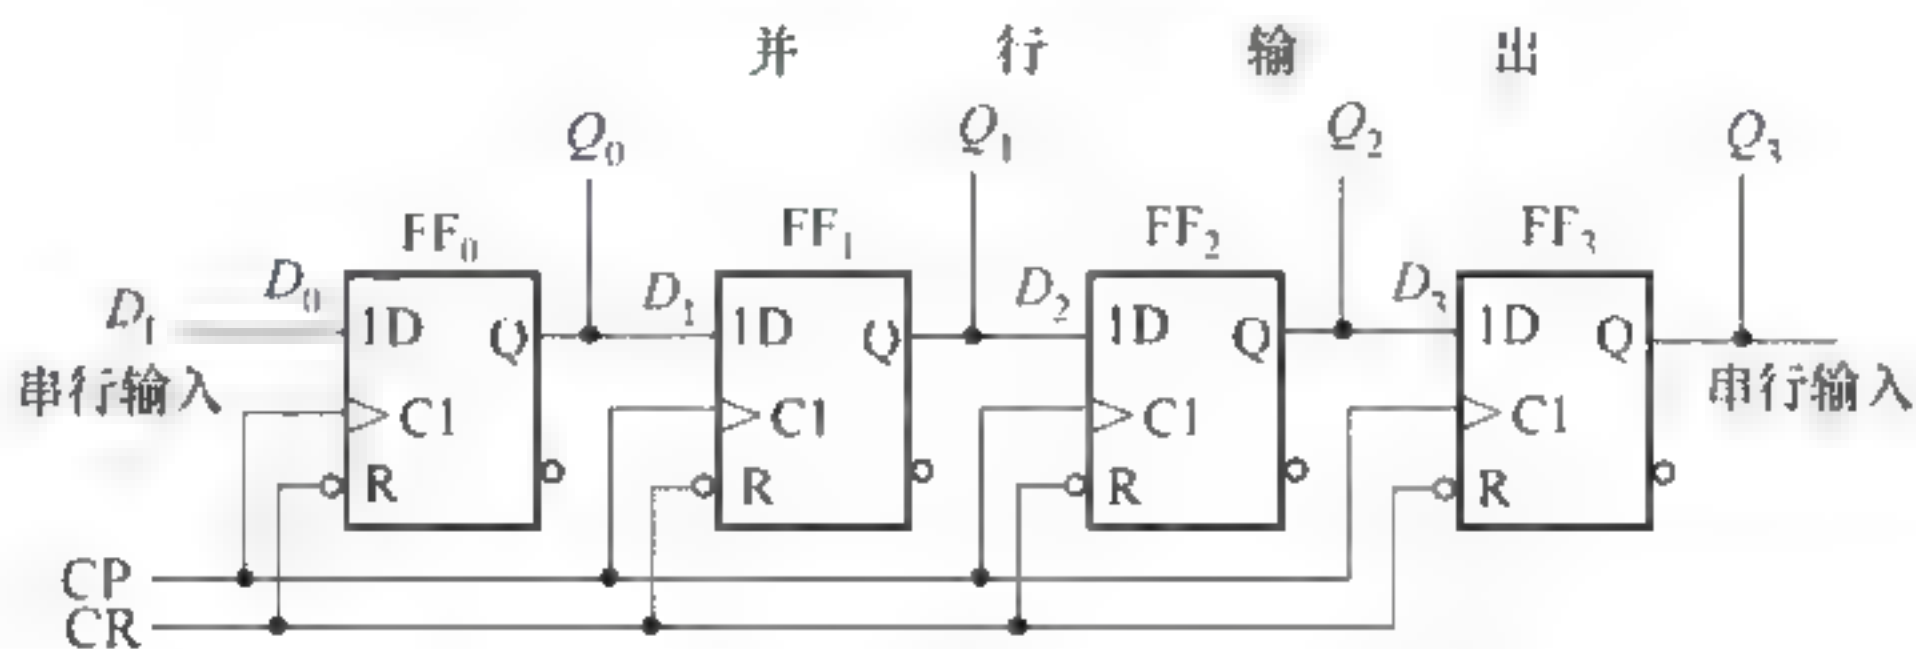 并 行 输 出
Q₀ Q₁ Q₂ Q₃
FF₀ FF₁ FF₂ FF₃
D₁ D₀ D₁ D₂ D₃
1D Q 1D Q 1D Q 1D Q
串行输入 串行输入
C1 C1 C1 C1
R R R R
CP
CR